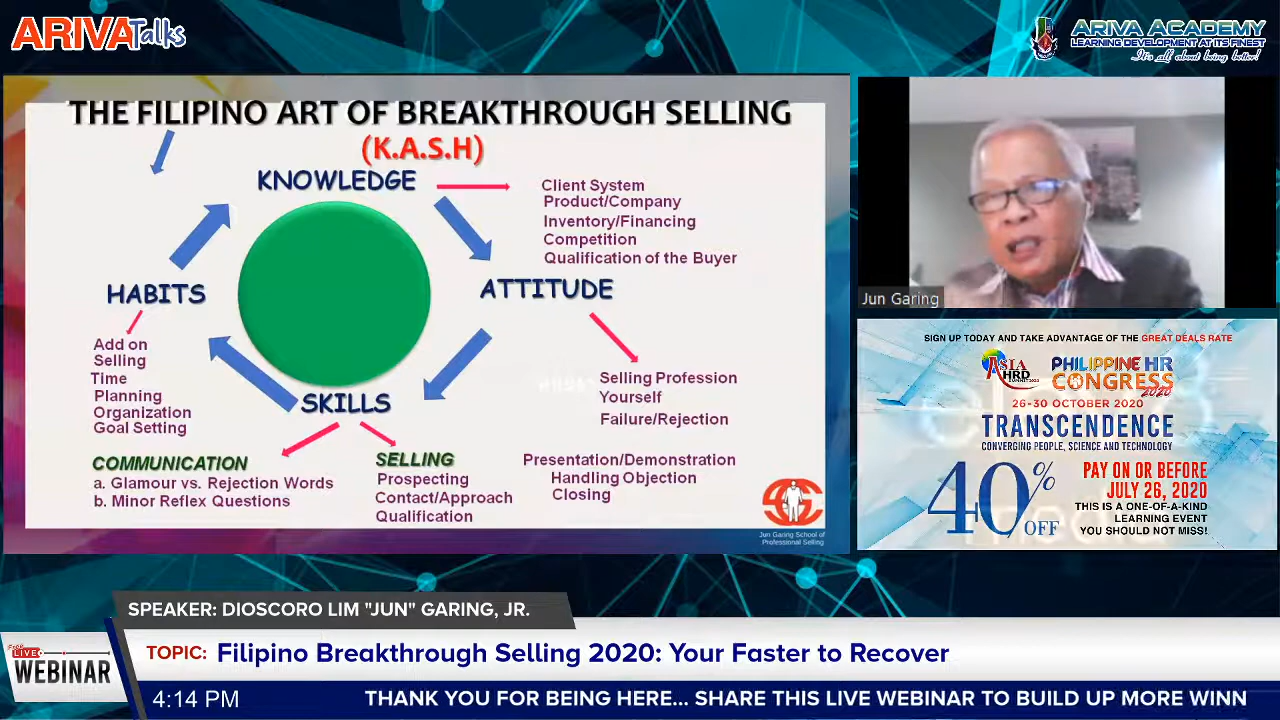 ARIVATalks
ARIVA ACADEMY
LEARNING DEVELOPMENT AT ITS FINEST
It's all about being better!
THE FILIPINO ART OF BREAKTHROUGH SELLING
(K.A.S.H)
KNOWLEDGE
Client System
Product/Company
Inventory/Financing
Competition
Qualification of the Buyer
ATTITUDE
Selling Profession
Yourself
Failure/Rejection
HABITS
Add on
Selling
Time
Planning
Organization
Goal Setting
SKILLS
COMMUNICATION
a. Glamour vs. Rejection Words
b. Minor Reflex Questions
SELLING
Prospecting
Contact/Approach
Qualification
Presentation/Demonstration
Handling Objection
Closing
Jun Garing School of
Professional Selling
Jun Garing
SIGN UP TODAY AND TAKE ADVANTAGE OF THE GREAT DEALS RATE
ASIA
HRD
PHILIPPINE HR
CONGRESS
2020
26-30 OCTOBER 2020
TRANSCENDENCE
CONVERGING PEOPLE, SCIENCE AND TECHNOLOGY
40% OFF
PAY ON OR BEFORE
JULY 26, 2020
THIS IS A ONE-OF-A-KIND
LEARNING EVENT
YOU SHOULD NOT MISS!
SPEAKER: DIOSCORO LIM "JUN" GARING, JR.
Free
LIVE
WEBINAR
TOPIC: Filipino Breakthrough Selling 2020: Your Faster to Recover
4:14 PM
THANK YOU FOR BEING HERE... SHARE THIS LIVE WEBINAR TO BUILD UP MORE WINN